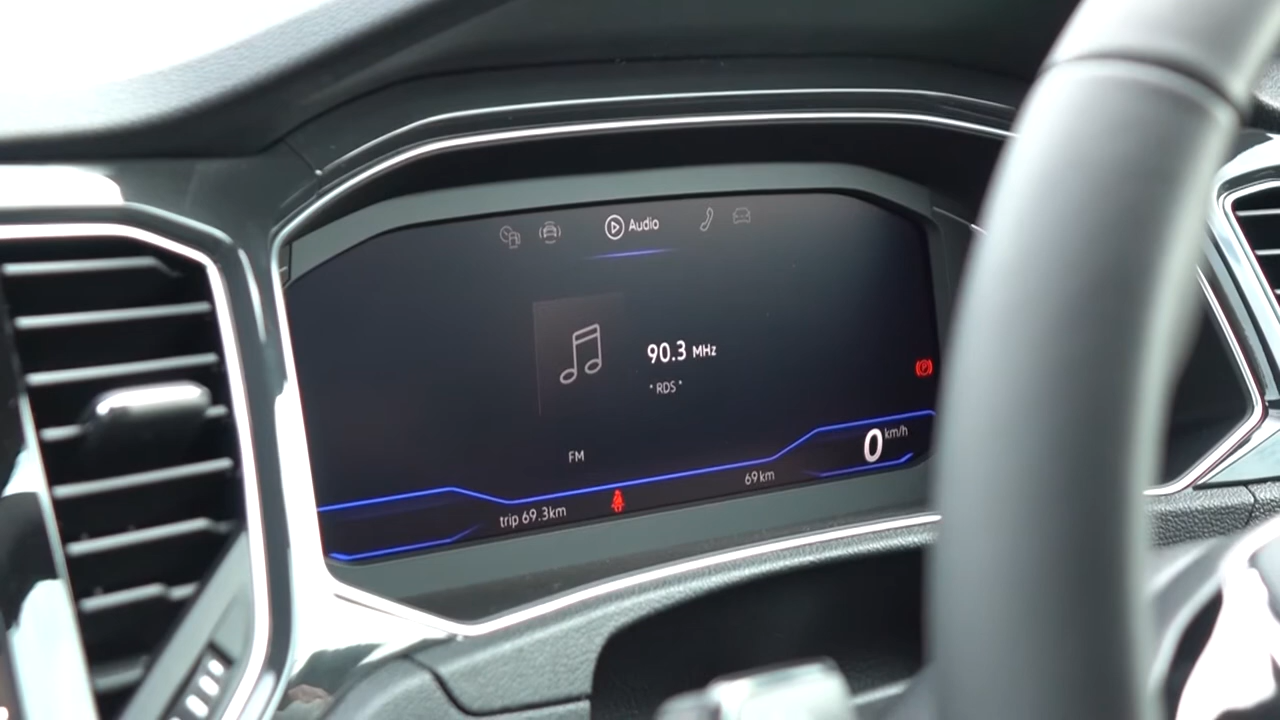 Audio
90.3 MHz
• RDS •
FM
0 km/h
trip 69.3km
69 km